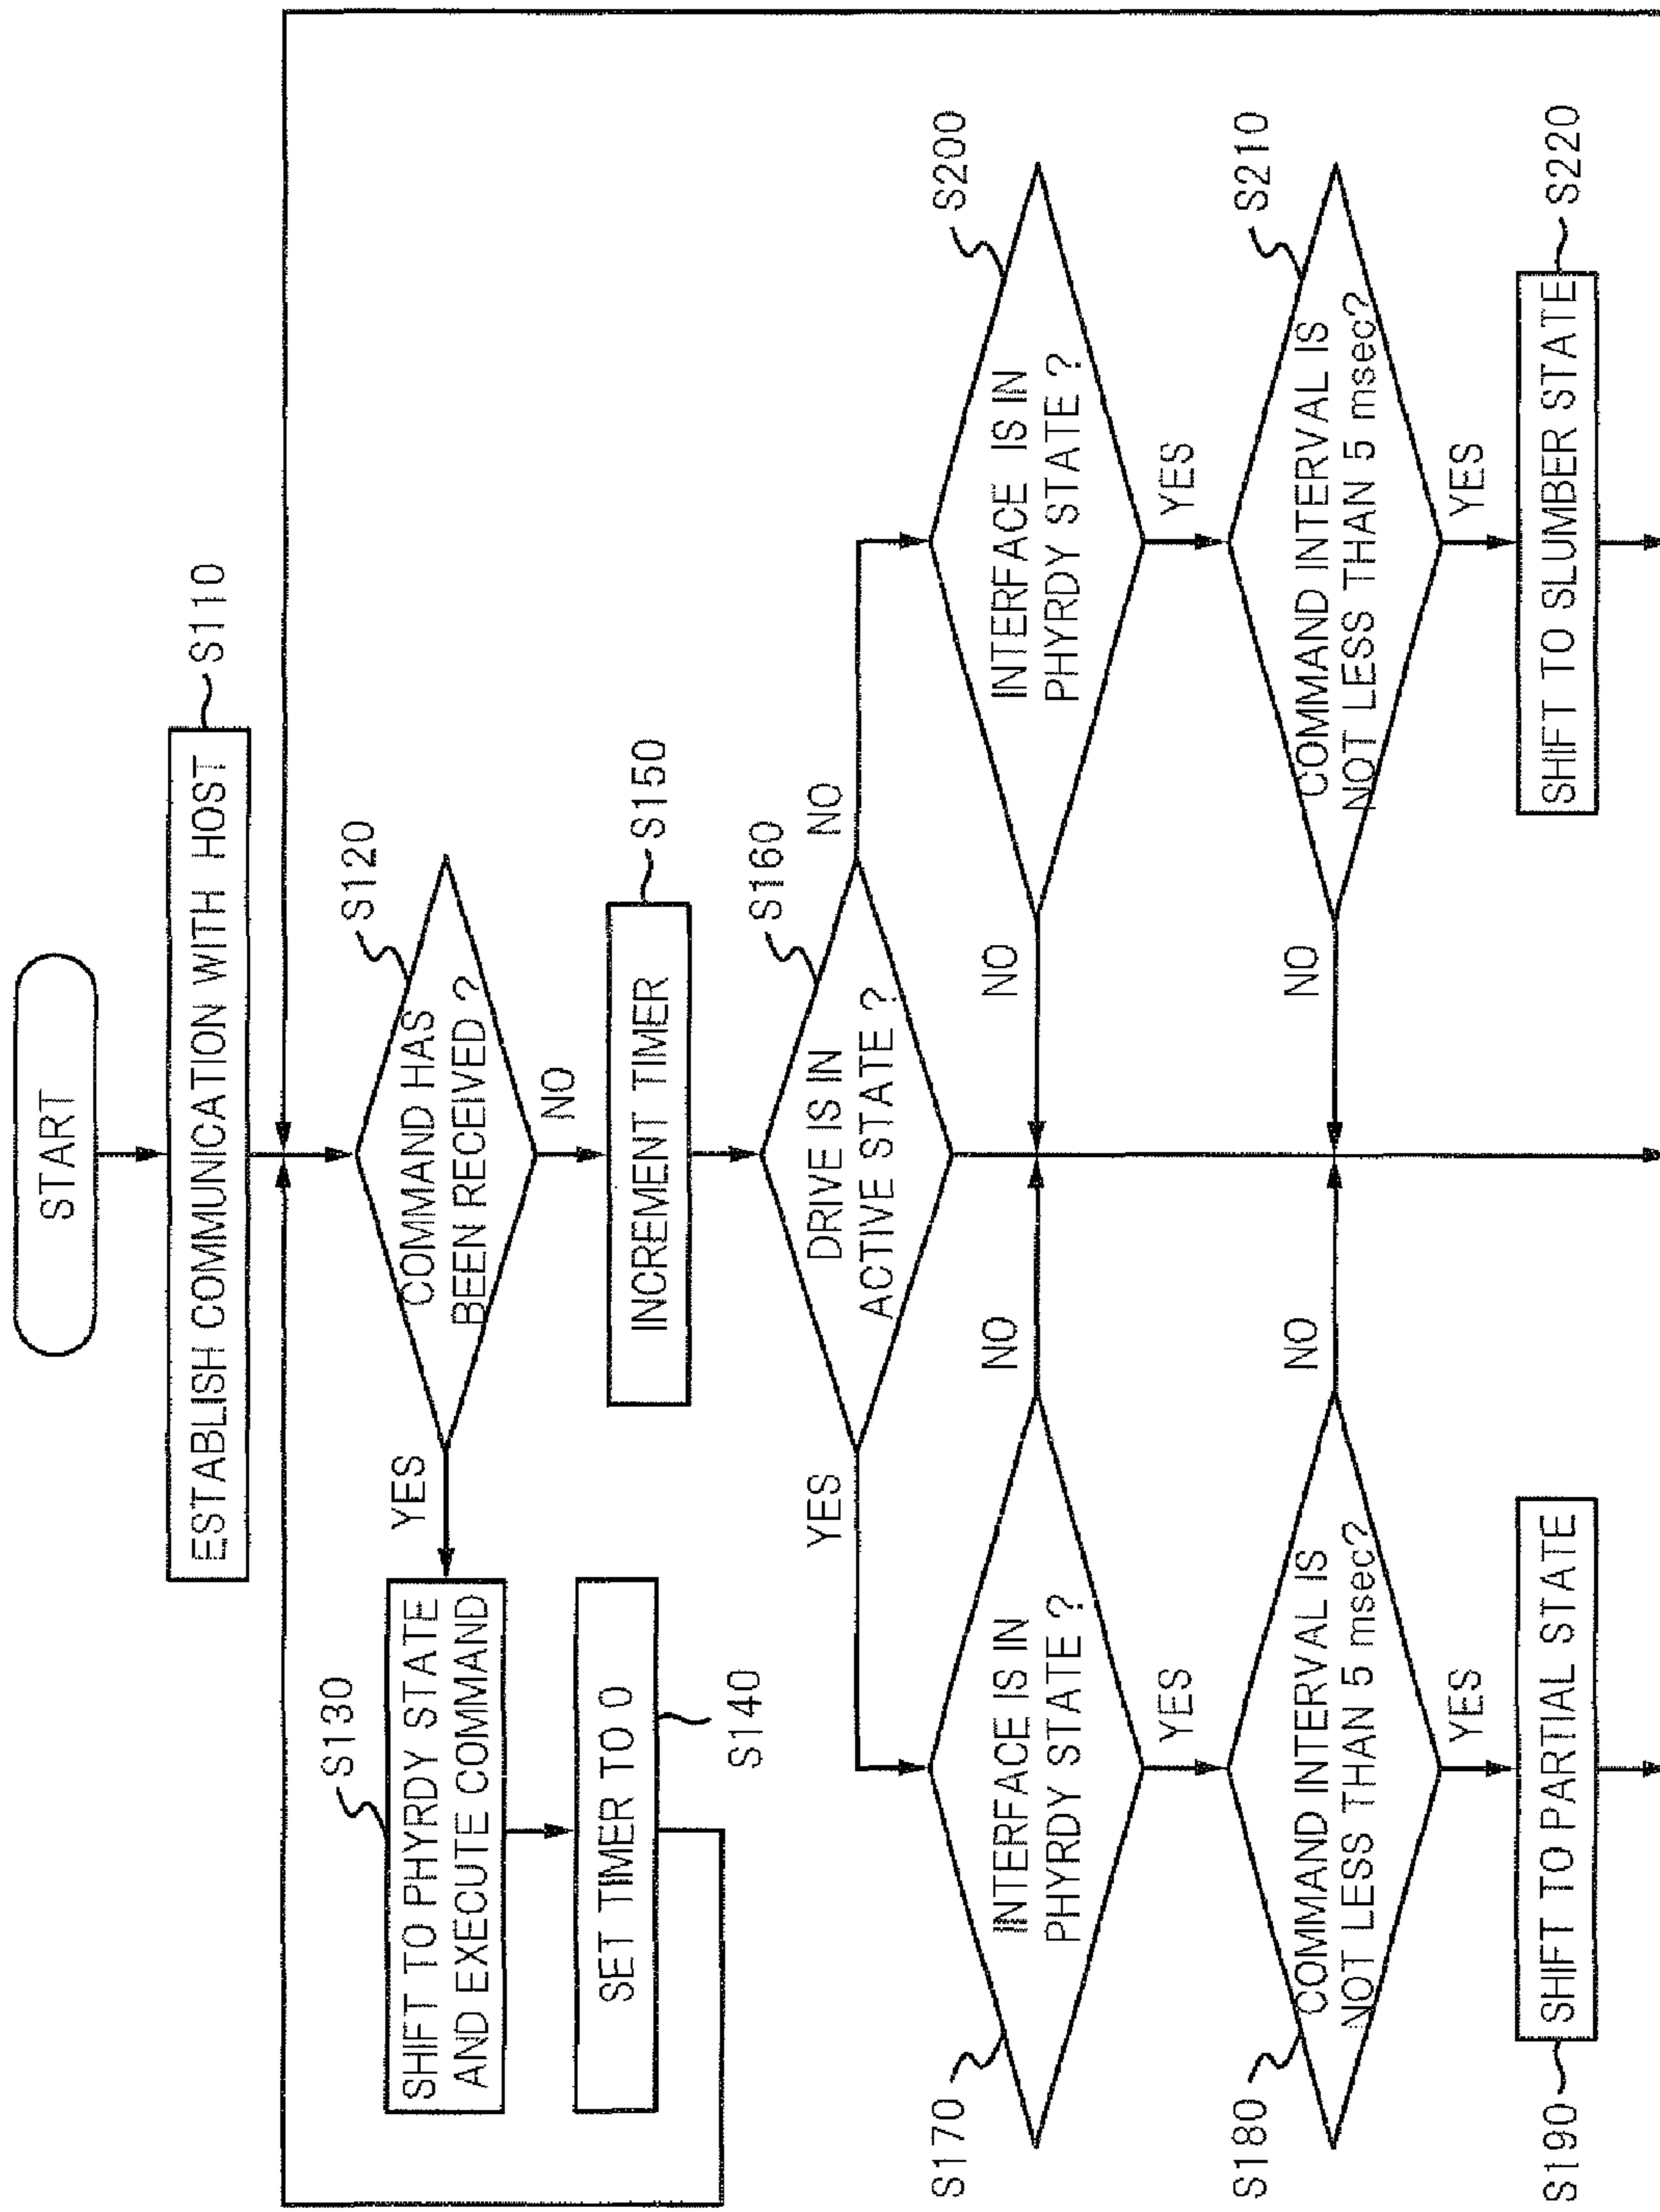 START
ESTABLISH COMMUNICATION WITH HOST
S110
COMMAND HAS
BEEN RECEIVED ?
S120
YES
NO
SHIFT TO PHYRDY STATE
AND EXECUTE COMMAND
S130
SET TIMER TO 0
S140
INCREMENT TIMER
S150
DRIVE IS IN
ACTIVE STATE ?
S160
YES
NO
INTERFACE IS IN
PHYRDY STATE ?
S170
NO
YES
COMMAND INTERVAL IS
NOT LESS THAN 5 msec?
S180
NO
YES
SHIFT TO PARTIAL STATE
S190
INTERFACE IS IN
PHYRDY STATE ?
S200
NO
YES
COMMAND INTERVAL IS
NOT LESS THAN 5 msec?
S210
NO
YES
SHIFT TO SLUMBER STATE
S220